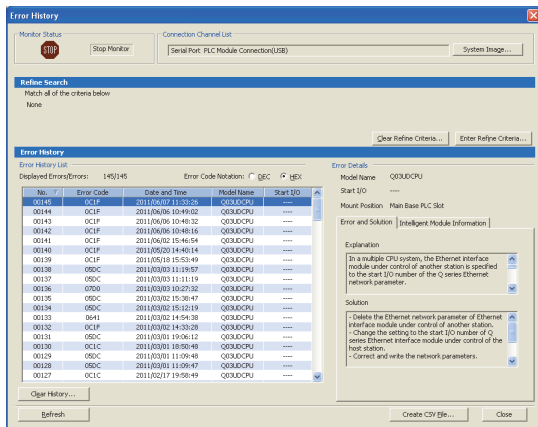 Error History
Monitor Status
STOP
Stop Monitor
Connection Channel List
Serial Port PLC Module Connection(USB)
System Image...
Refine Search
Match all of the criteria below
None
Clear Refine Criteria...
Enter Refine Criteria...
Error History
Error History List
Displayed Errors/Errors: 145/145
Error Code Notation: DEC HEX
No. Error Code Date and Time Model Name Start I/O
00145 0C1F 2011/06/07 11:33:26 Q03UDCPU ----
00144 0C1F 2011/06/06 10:49:02 Q03UDCPU ----
00143 0C1F 2011/06/06 10:48:32 Q03UDCPU ----
00142 0C1F 2011/06/06 10:48:16 Q03UDCPU ----
00141 0C1F 2011/06/02 15:46:54 Q03UDCPU ----
00140 0C1F 2011/05/20 14:40:14 Q03UDCPU ----
00139 0C1F 2011/05/18 15:53:49 Q03UDCPU ----
00138 05DC 2011/03/03 11:19:57 Q03UDCPU ----
00137 05DC 2011/03/03 11:11:19 Q03UDCPU ----
00136 07D0 2011/03/03 10:27:32 Q03UDCPU ----
00135 05DC 2011/03/02 15:38:47 Q03UDCPU ----
00134 05DC 2011/03/02 15:12:19 Q03UDCPU ----
00133 0641 2011/03/02 14:54:38 Q03UDCPU ----
00132 0C1F 2011/03/02 14:33:28 Q03UDCPU ----
00131 05DC 2011/03/01 19:06:12 Q03UDCPU ----
00130 0C1C 2011/03/01 18:50:48 Q03UDCPU ----
00129 05DC 2011/03/01 11:09:48 Q03UDCPU ----
00128 05DC 2011/03/01 11:09:47 Q03UDCPU ----
00127 0C1C 2011/02/17 19:58:49 Q03UDCPU ----
Error Details
Model Name Q03UDCPU
Start I/O ----
Mount Position Main Base PLC Slot
Error and Solution Intelligent Module Information
Explanation
In a multiple CPU system, the Ethernet interface
module under control of another station is specified
to the start I/O number of the Q series Ethernet
network parameter.
Solution
- Delete the Ethernet network parameter of Ethernet
interface module under control of another station.
- Change the setting to the start I/O number of Q
series Ethernet interface module under control of the
host station.
- Correct and write the network parameters.
Clear History...
Refresh
Create CSV File...
Close